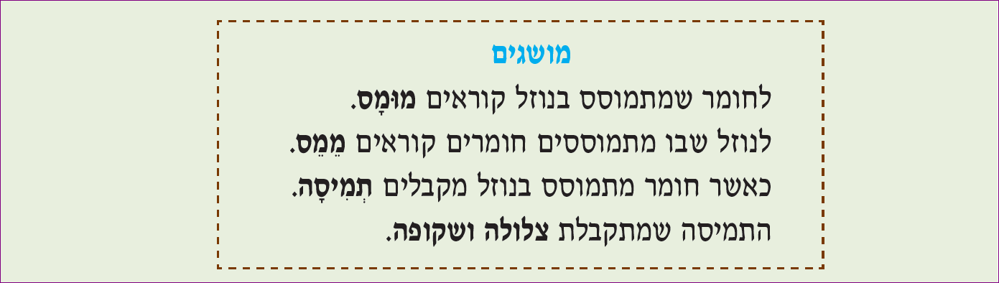 מושגים
לחומר שמתמוסס בנוזל קוראים מוּמָס.
לנוזל שבו מתמוססים חומרים קוראים מֵמֵס.
כאשר חומר מתמוסס בנוזל מקבלים תְמִיסָה.
התמיסה שמתקבלת צלולה ושקופה.